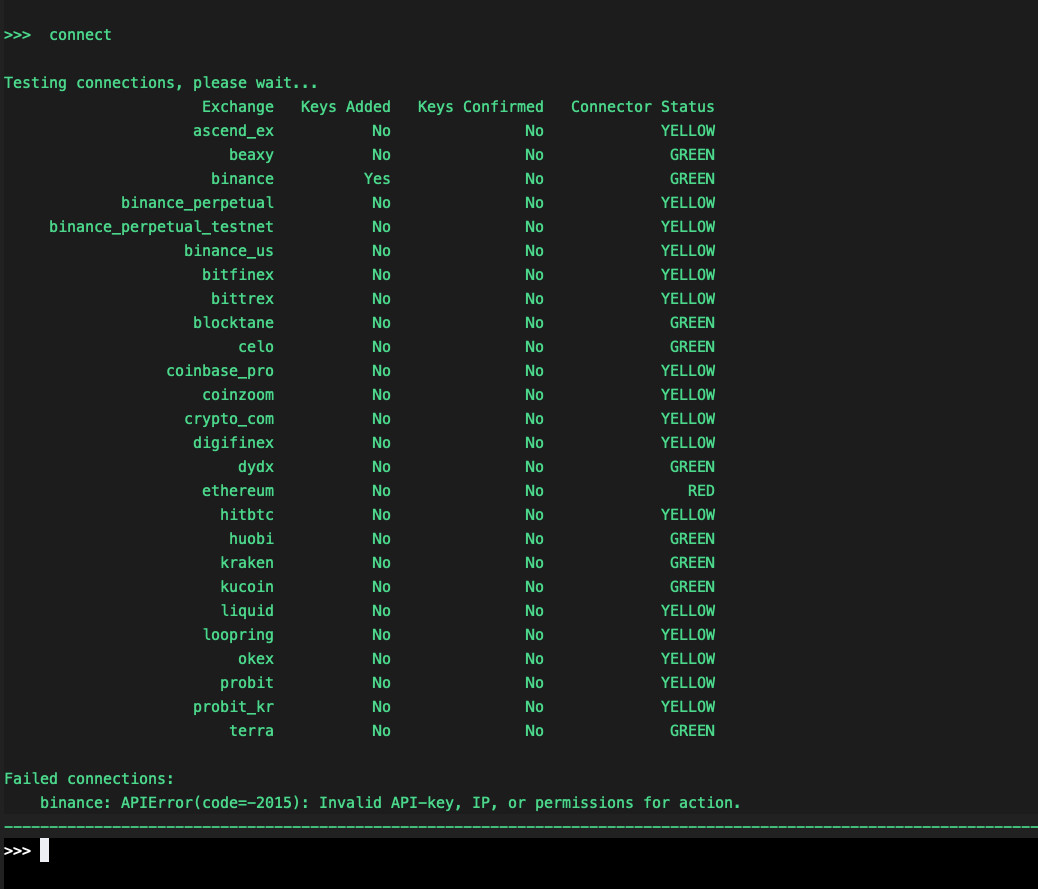 >>> connect
Testing connections, please wait...
Exchange Keys Added Keys Confirmed Connector Status
ascend_ex No No YELLOW
beaxy No No GREEN
binance Yes No GREEN
binance_perpetual No No YELLOW
binance_perpetual_testnet No No YELLOW
binance_us No No YELLOW
bitfinex No No YELLOW
bittrex No No YELLOW
blocktane No No GREEN
celo No No GREEN
coinbase_pro No No YELLOW
coinzoom No No YELLOW
crypto_com No No YELLOW
digifinex No No YELLOW
dydx No No GREEN
ethereum No No RED
hitbtc No No YELLOW
huobi No No GREEN
kraken No No GREEN
kucoin No No GREEN
liquid No No YELLOW
loopring No No YELLOW
okex No No YELLOW
probit No No YELLOW
probit_kr No No YELLOW
terra No No GREEN
Failed connections:
binance: APIError(code=-2015): Invalid API-key, IP, or permissions for action.
>>>